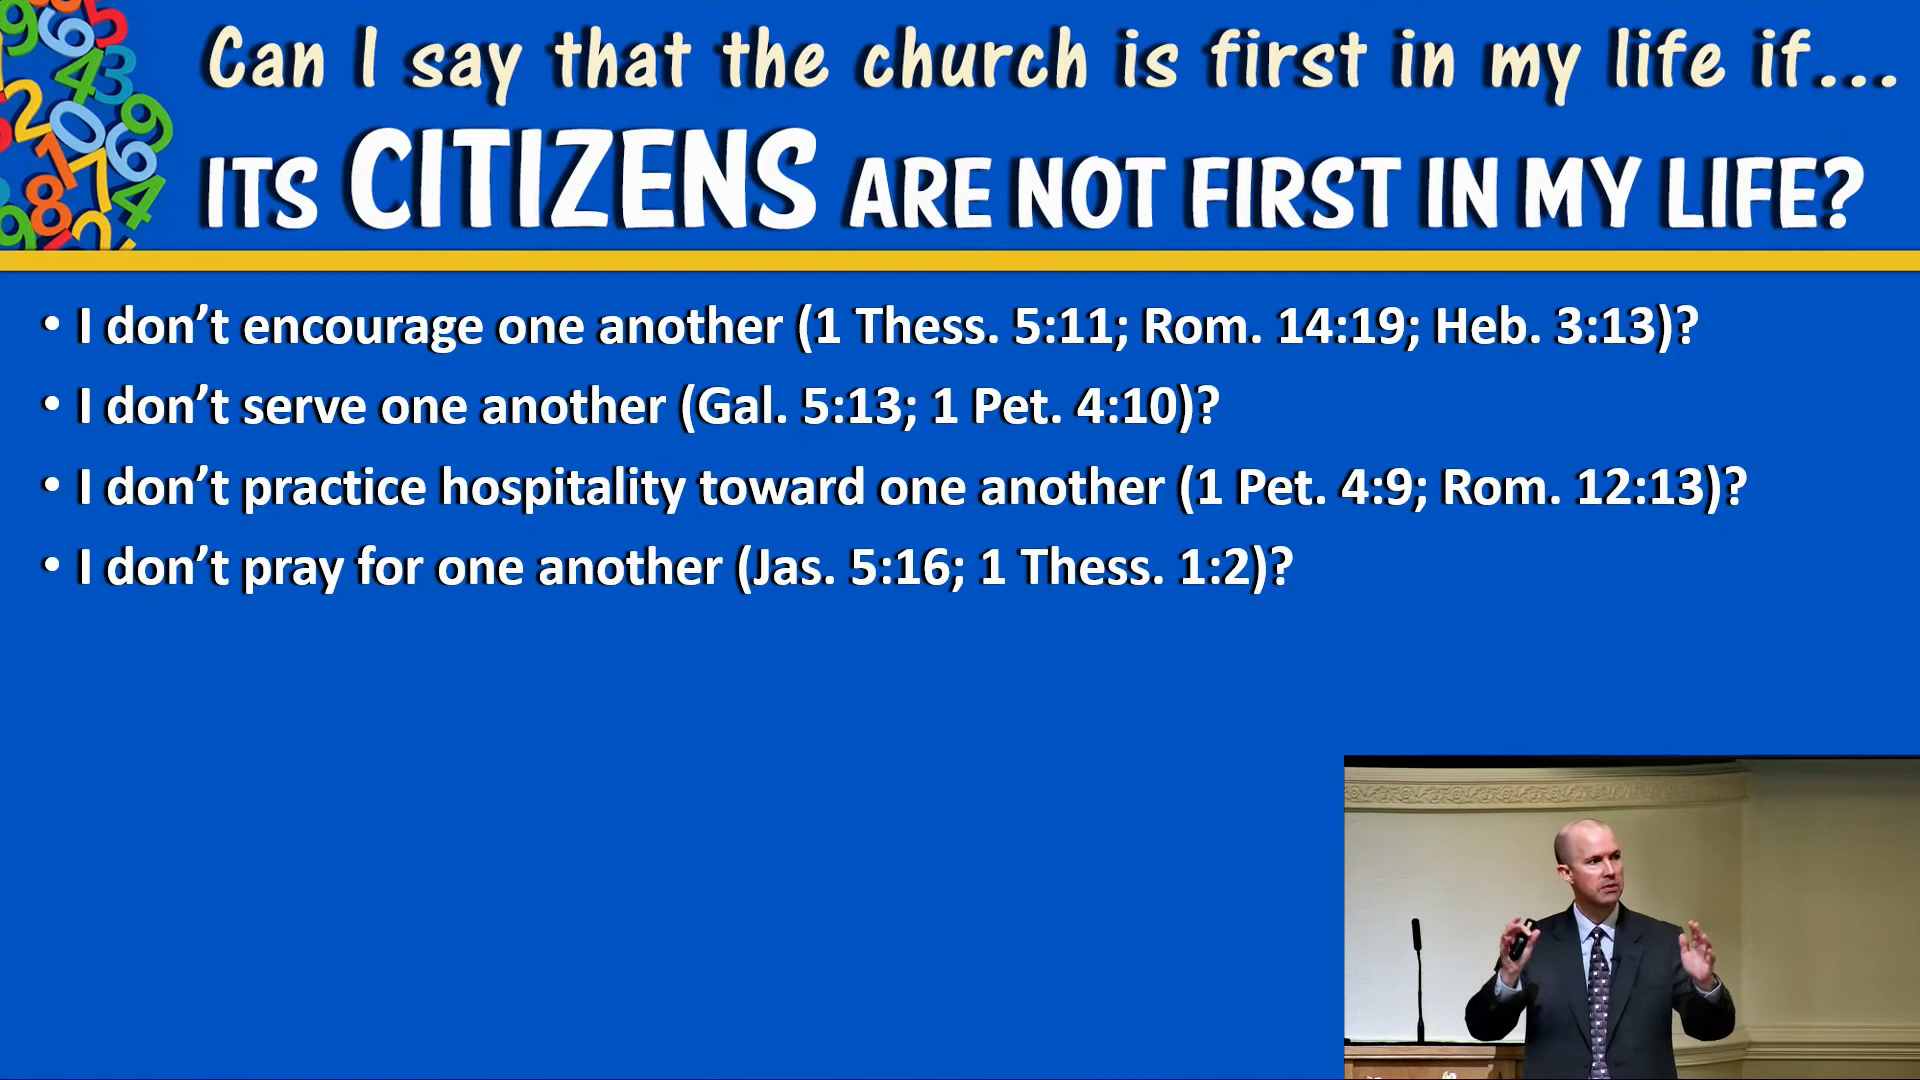 Can I say that the church is first in my life if...
ITS CITIZENS ARE NOT FIRST IN MY LIFE?
• I don't encourage one another (1 Thess. 5:11; Rom. 14:19; Heb. 3:13)?
• I don't serve one another (Gal. 5:13; 1 Pet. 4:10)?
• I don't practice hospitality toward one another (1 Pet. 4:9; Rom. 12:13)?
• I don't pray for one another (Jas. 5:16; 1 Thess. 1:2)?